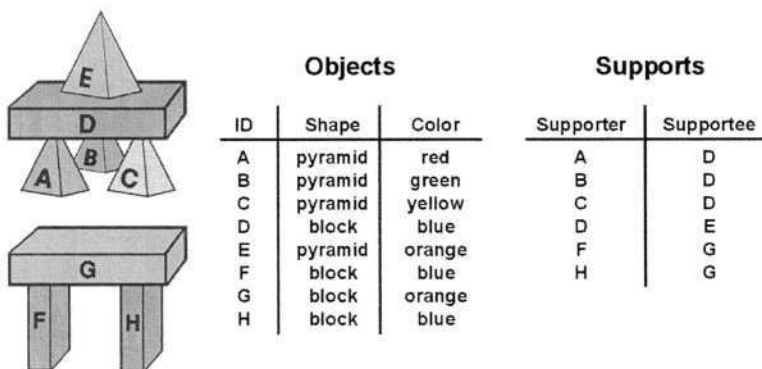 E
D
A
B
C
G
F
H
Objects
ID Shape Color
A pyramid red
B pyramid green
C pyramid yellow
D block blue
E pyramid orange
F block blue
G block orange
H block blue
Supports
Supporter Supportee
A D
B D
C D
D E
F G
H G